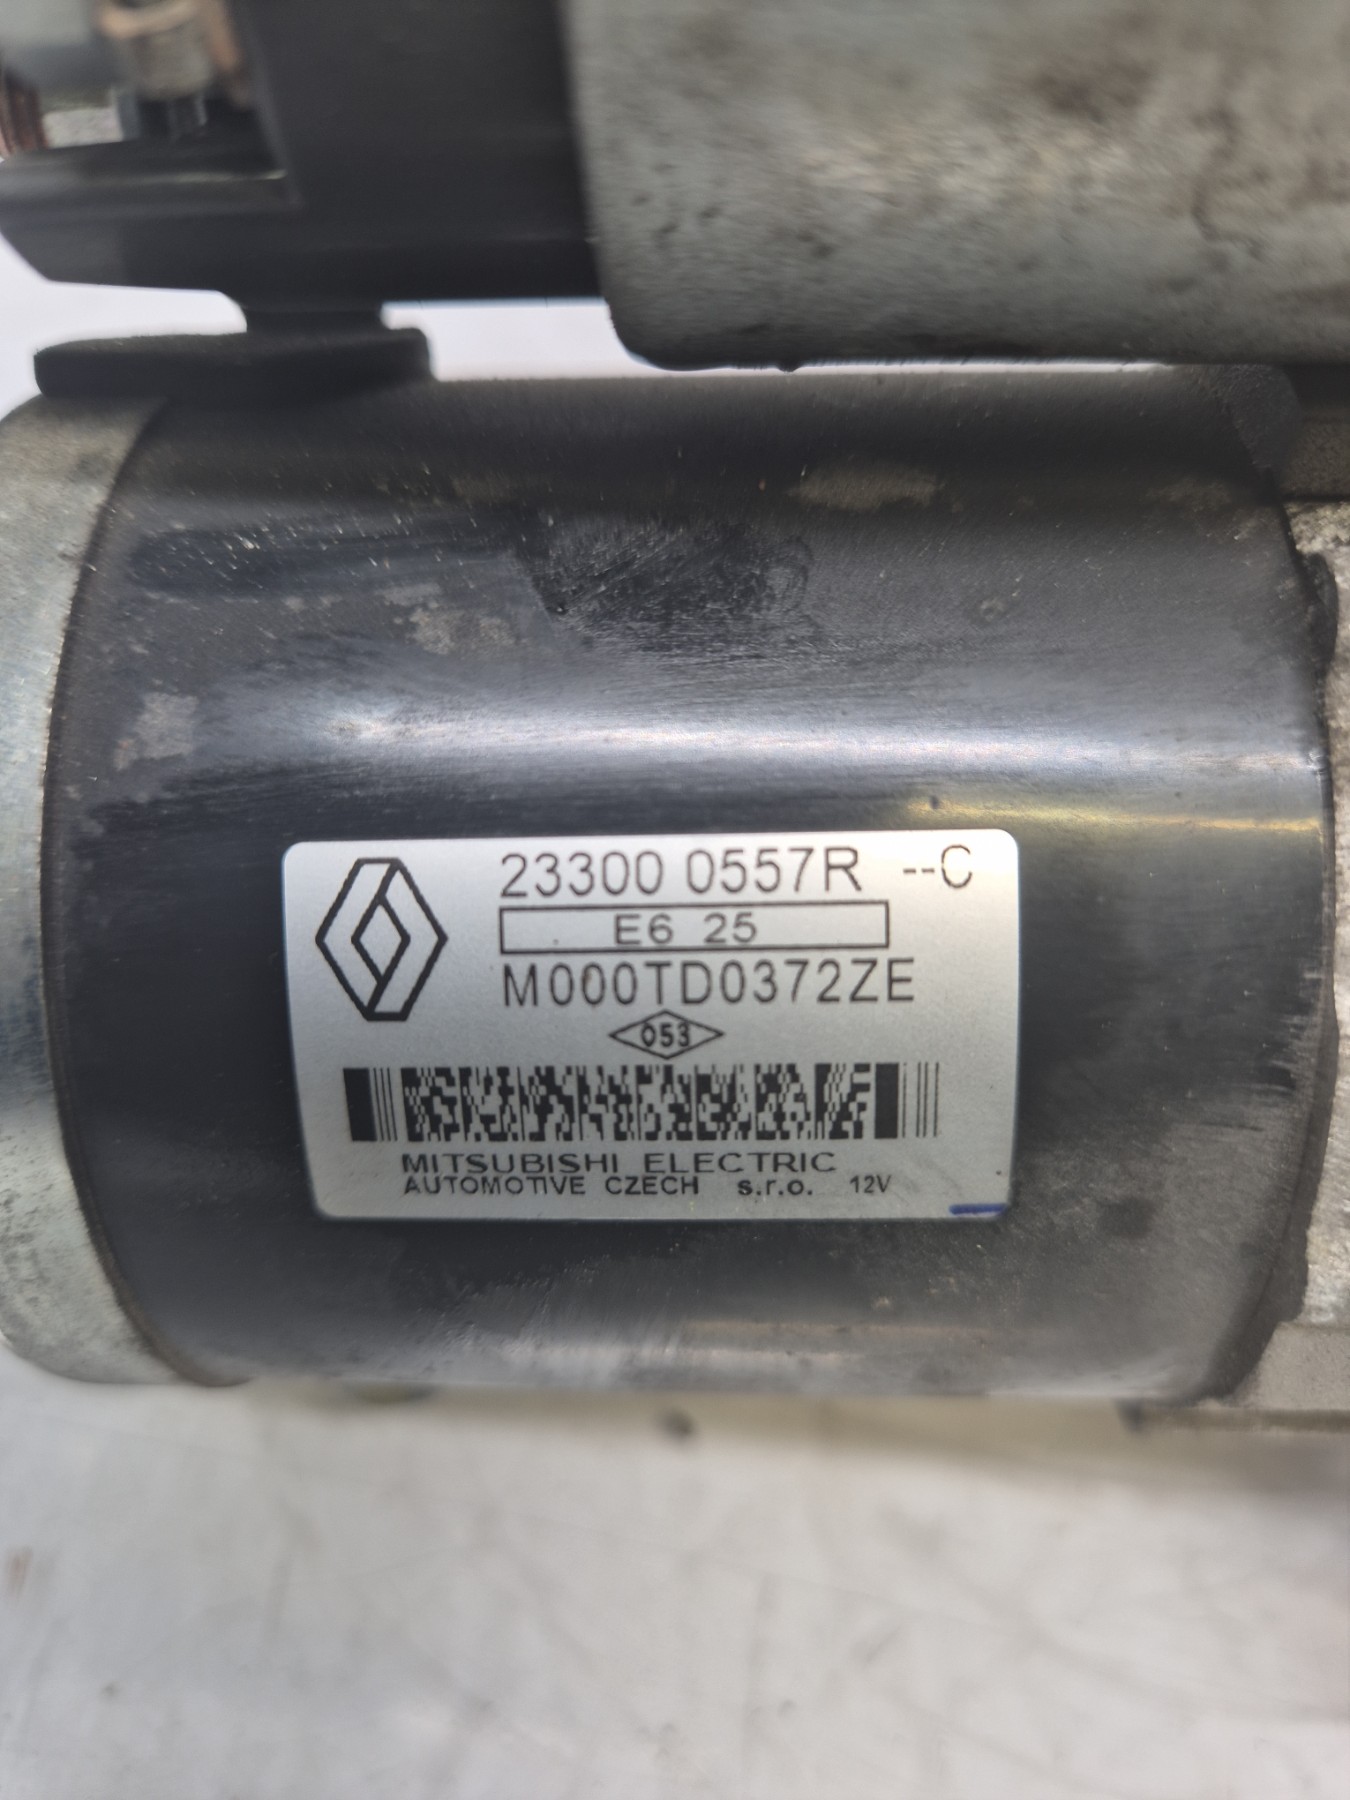 23300 0557R --C
E6 25
M000TD0372ZE
053
MITSUBISHI ELECTRIC
AUTOMOTIVE CZECH s.r.o. 12V